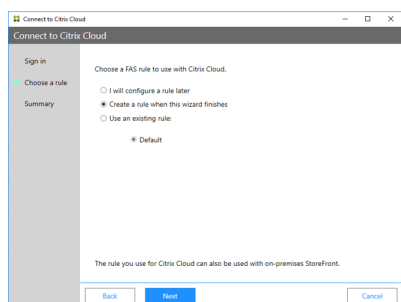 Connect to Citrix Cloud
Connect to Citrix Cloud
Sign in
Choose a rule
Summary
Choose a FAS rule to use with Citrix Cloud.
I will configure a rule later
Create a rule when this wizard finishes
Use an existing rule:
Default
The rule you use for Citrix Cloud can also be used with on-premises StoreFront.
Back
Next
Cancel